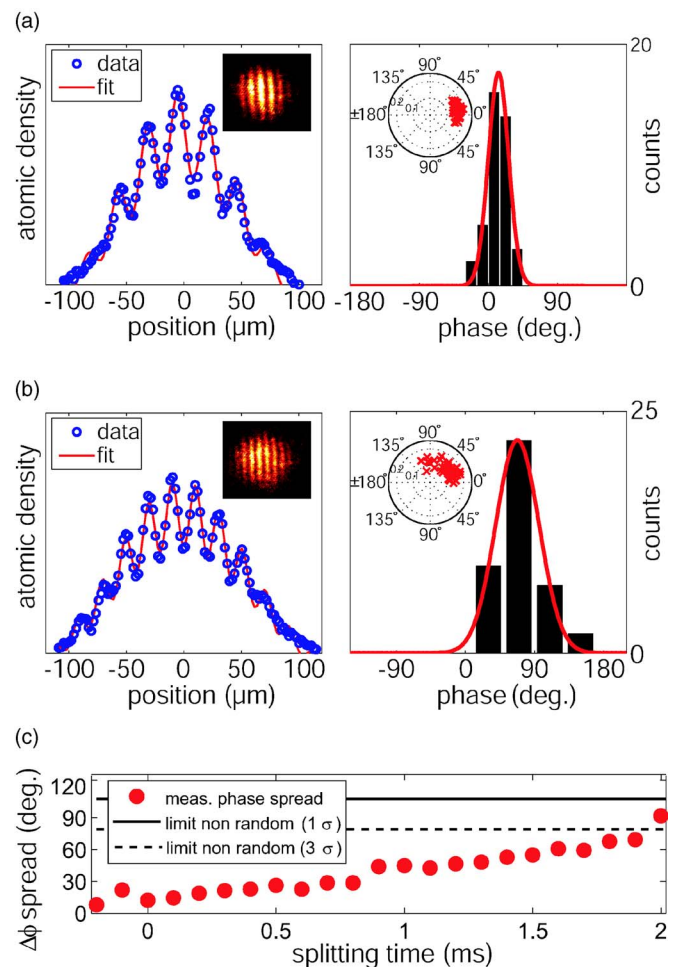 (a)
data
fit
atomic density
-100 -50 0 50 100
position (µm)
90°
135° 45°
±180° 0.2 0.1 0°
135° 45°
90°
20
counts
0
-180 -90 0 90
phase (deg.)
(b)
data
fit
atomic density
-100 -50 0 50 100
position (µm)
90°
135° 45°
±180° 0.2 0.1 0°
135° 45°
90°
25
counts
0
-90 0 90 180
phase (deg.)
(c)
Δϕ spread (deg.)
120
90
60
30
0
meas. phase spread
limit non random (1 σ)
limit non random (3 σ)
0 0.5 1 1.5 2
splitting time (ms)